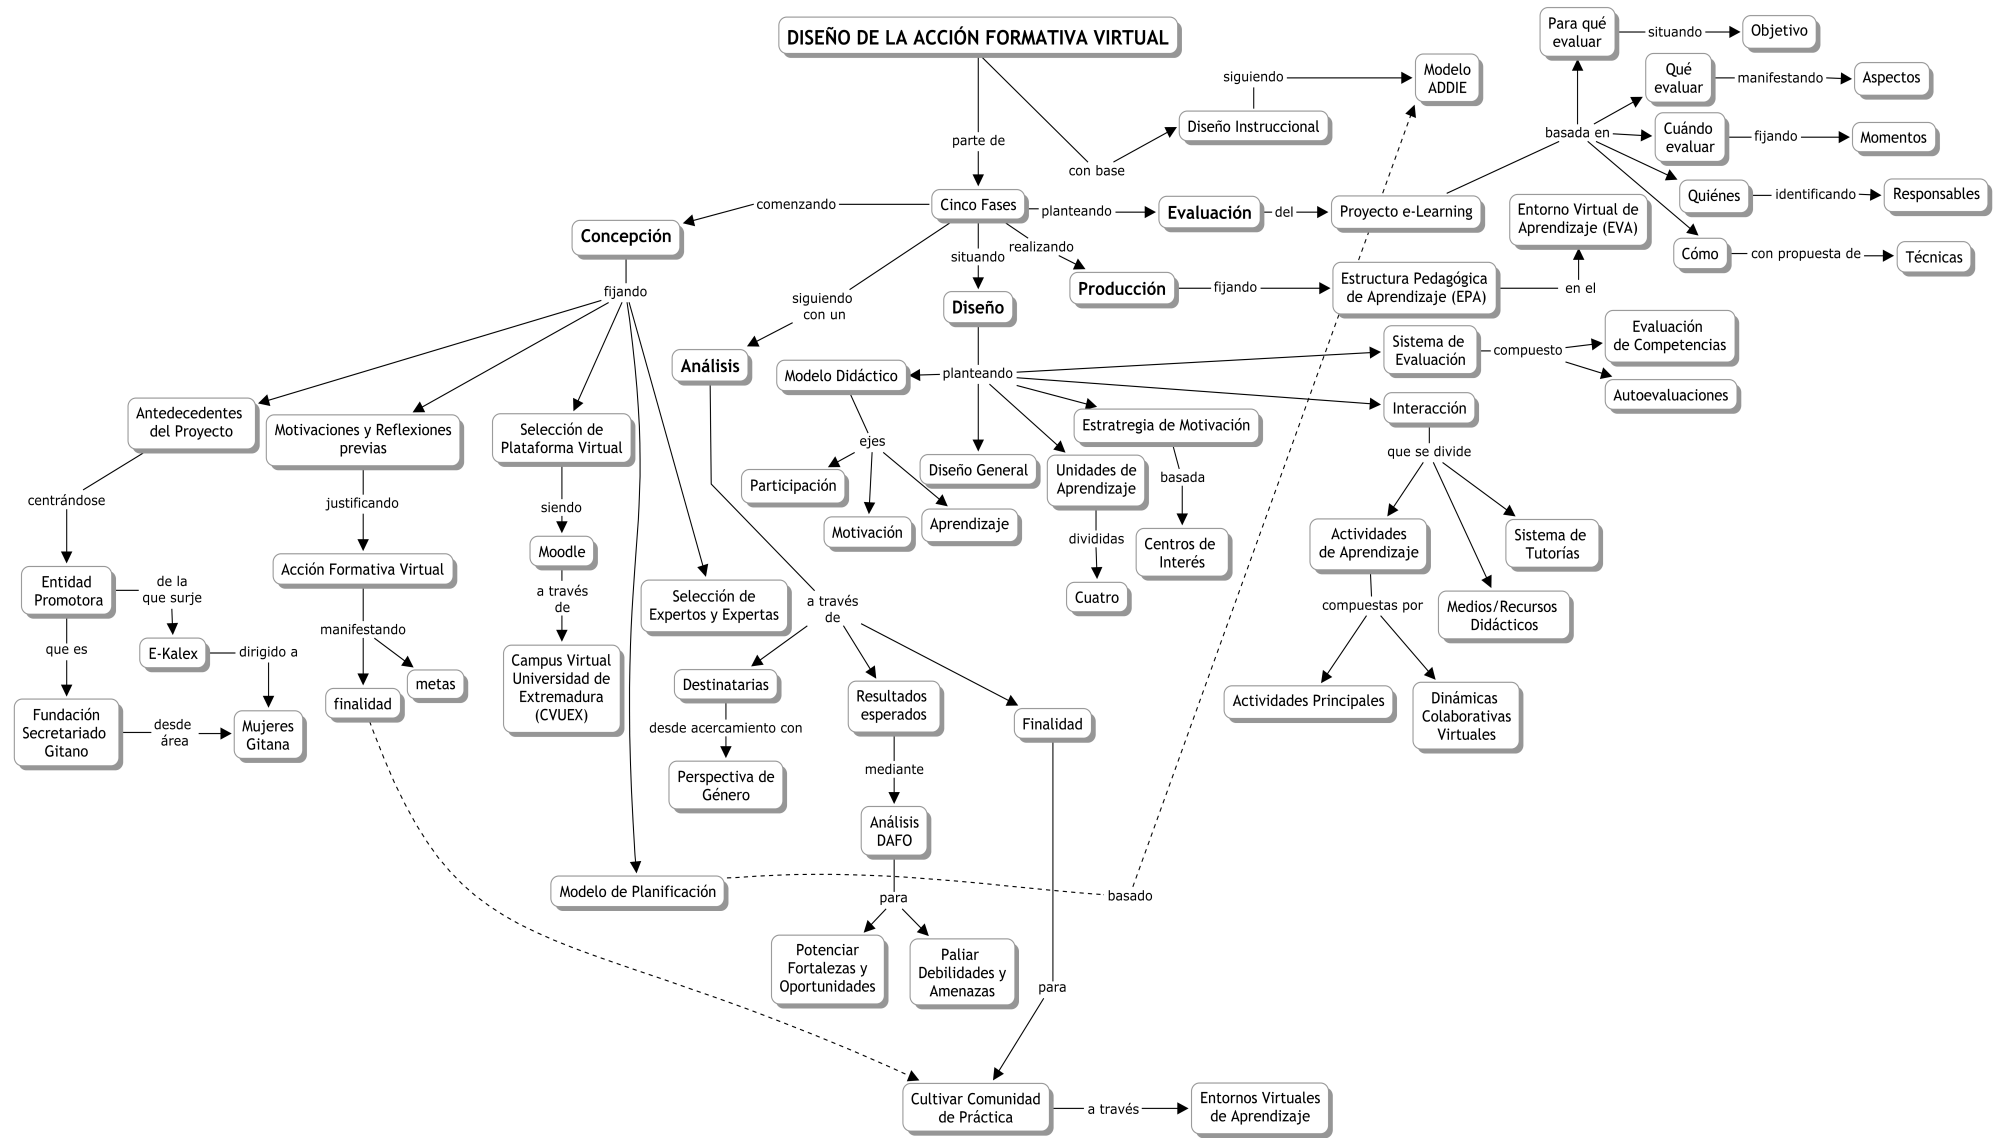 DISEÑO DE LA ACCIÓN FORMATIVA VIRTUAL
parte de
con base
Diseño Instruccional
siguiendo
Modelo
ADDIE
Cinco Fases
comenzando
Concepción
fijando
Antedecedentes
del Proyecto
centrándose
Entidad
Promotora
de la
que surje
E-Kalex
dirigido a
que es
Fundación
Secretariado
Gitano
desde
área
Mujeres
Gitana
Motivaciones y Reflexiones
previas
justificando
Acción Formativa Virtual
manifestando
finalidad
metas
Selección de
Plataforma Virtual
siendo
Moodle
a través
de
Campus Virtual
Universidad de
Extremadura
(CVUEX)
Selección de
Expertos y Expertas
Modelo de Planificación
basado
siguiendo
con un
Análisis
a través
de
Destinatarias
desde acercamiento con
Perspectiva de
Género
Resultados
esperados
mediante
Análisis
DAFO
para
Potenciar
Fortalezas y
Oportunidades
Paliar
Debilidades y
Amenazas
Finalidad
para
Cultivar Comunidad
de Práctica
a través
Entornos Virtuales
de Aprendizaje
situando
Diseño
planteando
Modelo Didáctico
ejes
Participación
Motivación
Aprendizaje
Diseño General
Unidades de
Aprendizaje
divididas
Cuatro
Estratregia de Motivación
basada
Centros de
Interés
Sistema de
Evaluación
compuesto
Evaluación
de Competencias
Autoevaluaciones
Interacción
que se divide
Actividades
de Aprendizaje
compuestas por
Actividades Principales
Dinámicas
Colaborativas
Virtuales
Medios/Recursos
Didácticos
Sistema de
Tutorías
realizando
Producción
fijando
Estructura Pedagógica
de Aprendizaje (EPA)
en el
Entorno Virtual de
Aprendizaje (EVA)
planteando
Evaluación
del
Proyecto e-Learning
basada en
Para qué
evaluar
situando
Objetivo
Qué
evaluar
manifestando
Aspectos
Cuándo
evaluar
fijando
Momentos
Quiénes
identificando
Responsables
Cómo
con propuesta de
Técnicas